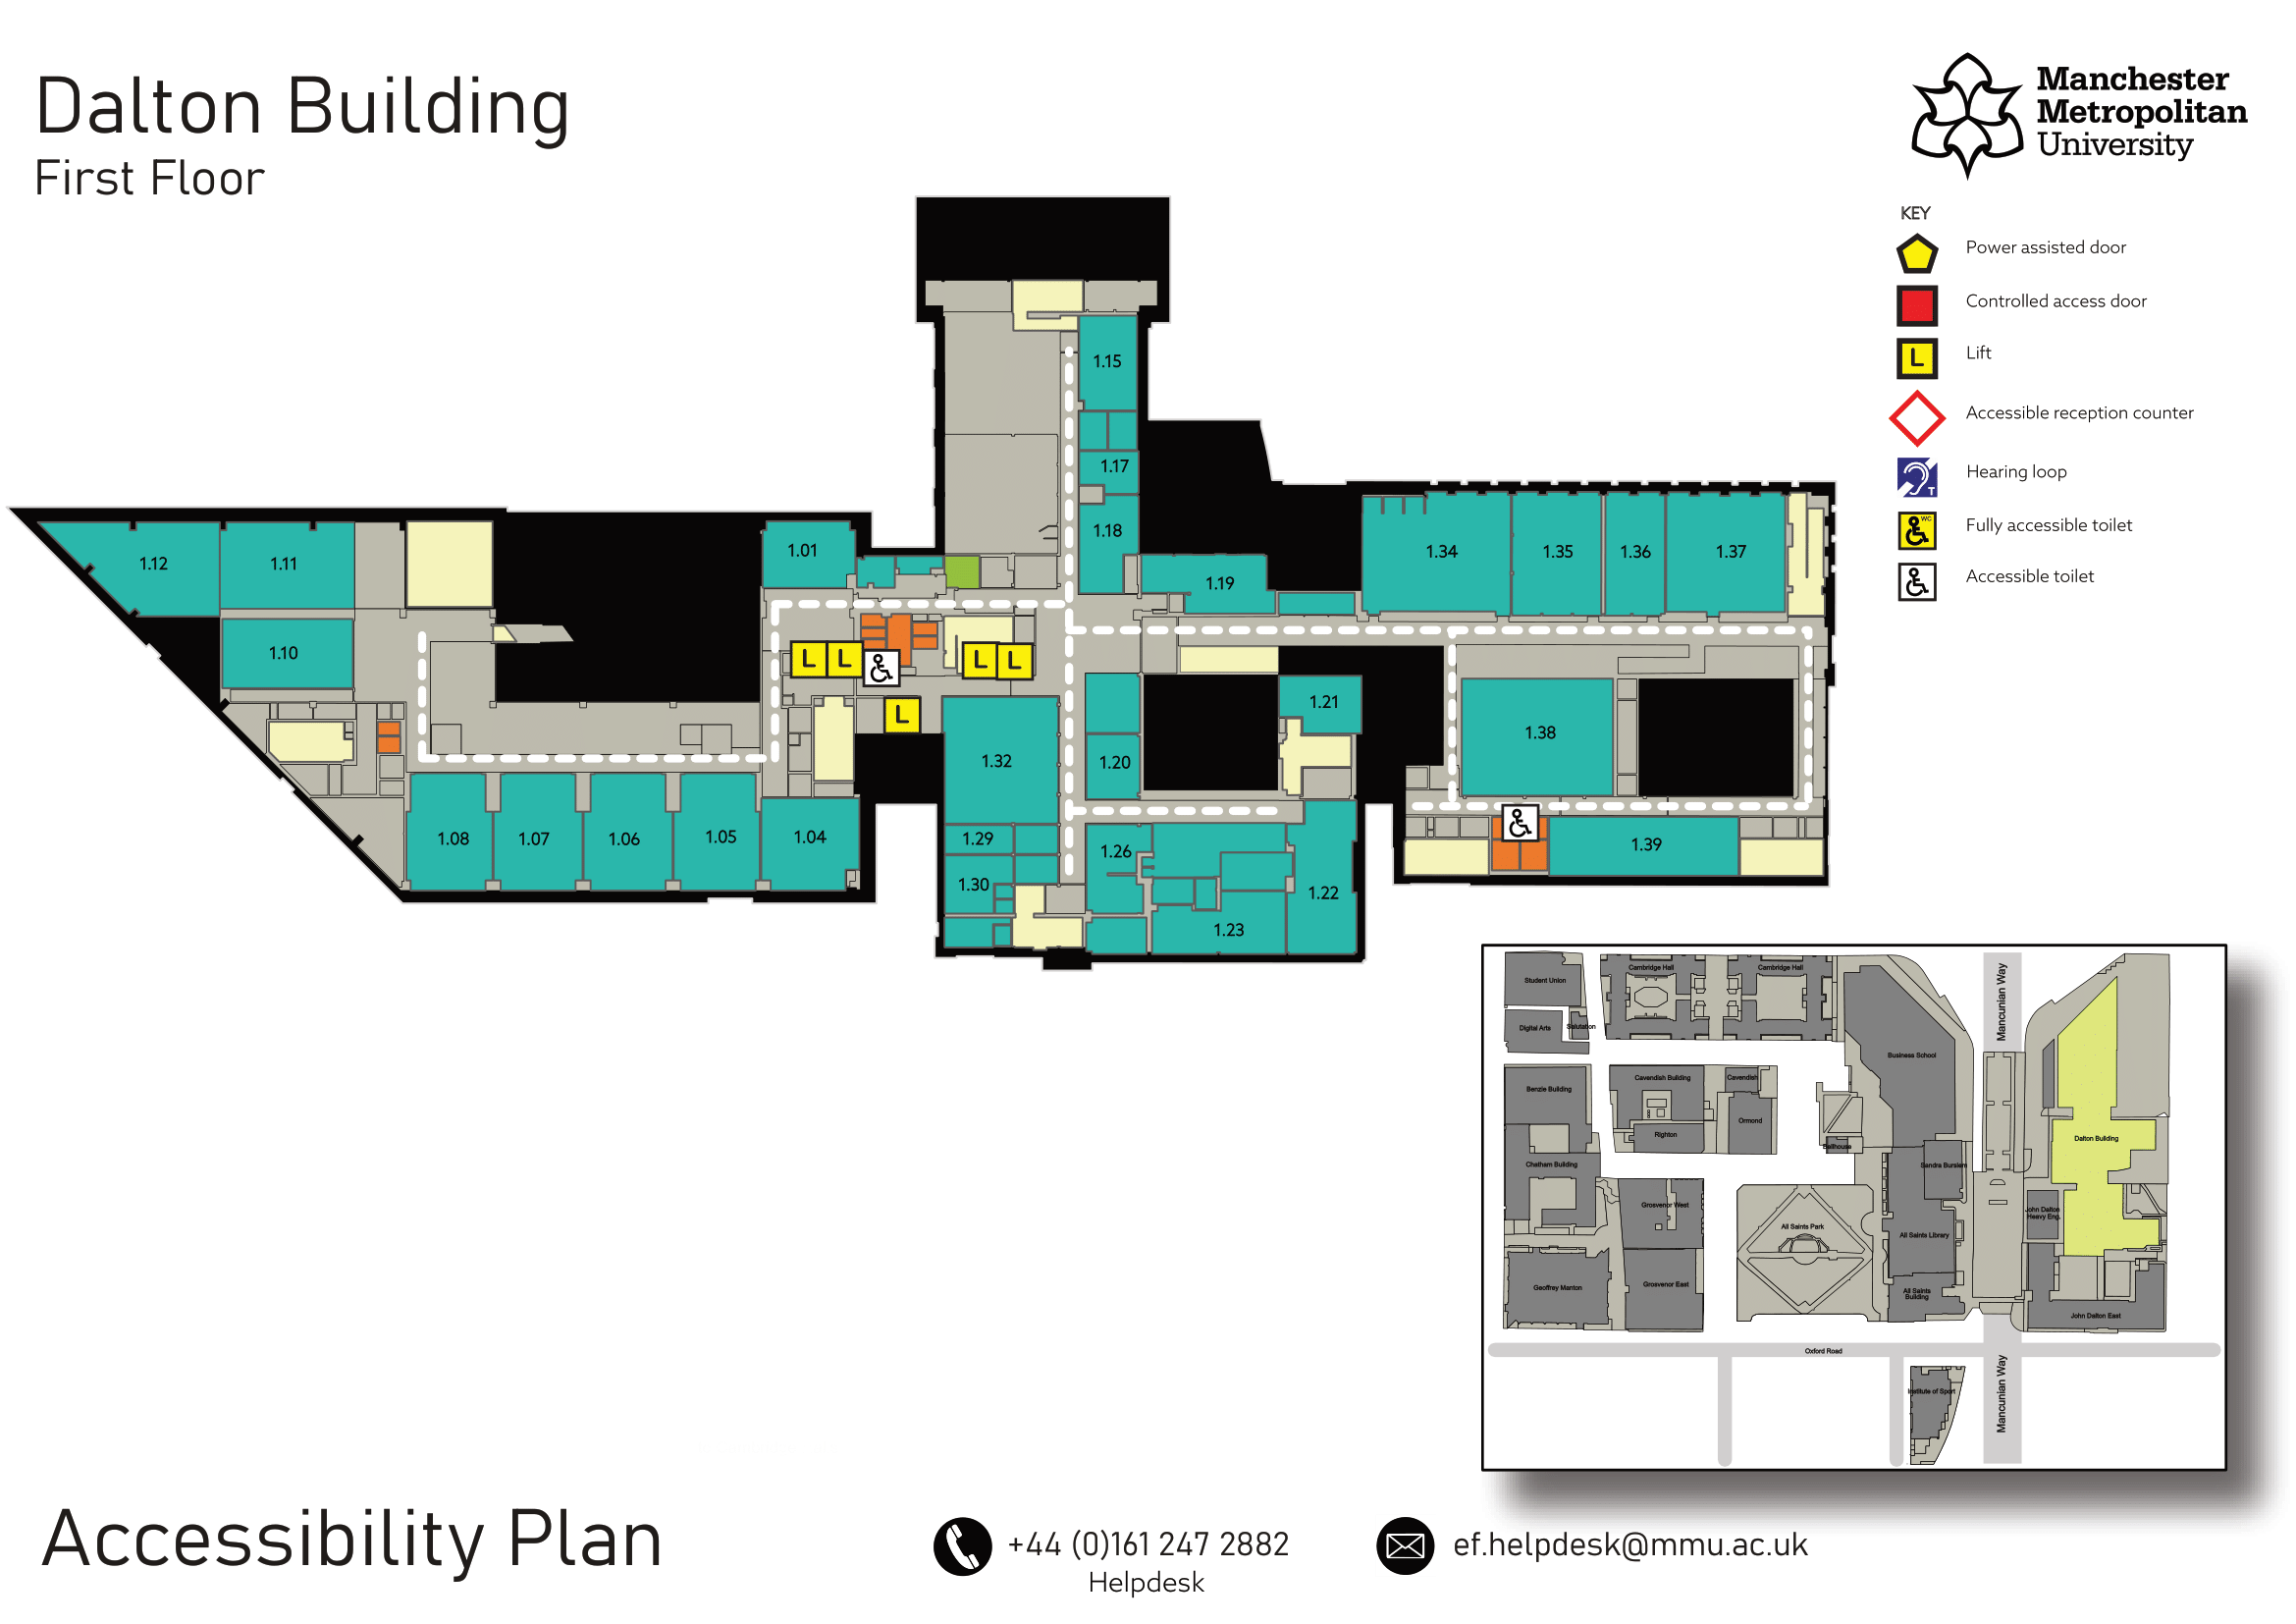 Dalton Building
First Floor
Manchester
Metropolitan
University
KEY
Power assisted door
Controlled access door
L
Lift
Accessible reception counter
T
Hearing loop
WC
Fully accessible toilet
Accessible toilet
1.15
1.17
1.18
1.12
1.11
1.01
1.19
1.34
1.35
1.36
1.37
1.10
L
L
L
L
L
1.21
1.32
1.20
1.38
1.08
1.07
1.06
1.05
1.04
1.29
1.26
1.39
1.30
1.22
1.23
Student Union
Cambridge Hall
Cambridge Hall
Mancunian Way
Digital Arts
Salutation
Business School
Benzie Building
Cavendish Building
Cavendish
Ormond
Righton
Bellhouse
Dalton Building
Chatham Building
Sandra Burslem
Grosvenor West
John Dalton
Heavy Eng.
All Saints Park
All Saints Library
Geoffrey Manton
Grosvenor East
All Saints
Building
John Dalton East
Oxford Road
Institute of Sport
Mancunian Way
Accessibility Plan
+44 (0)161 247 2882
Helpdesk
ef.helpdesk@mmu.ac.uk